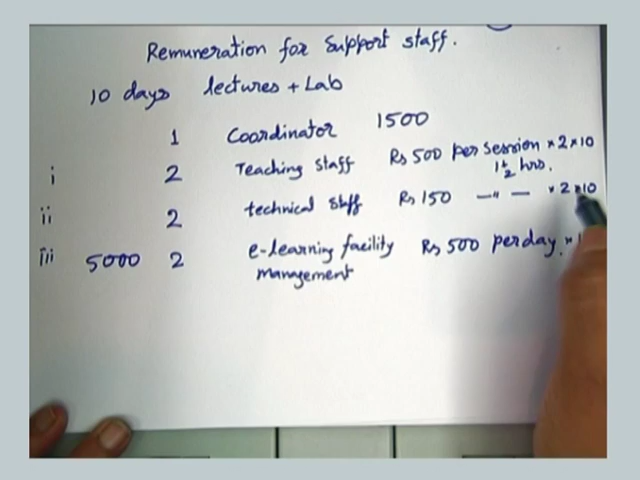 Remuneration for Support staff.
10 days lectures + Lab
1 Coordinator 1500
i 2 Teaching Staff Rs 500 per session × 2 × 10
1½ hrs.
ii 2 technical Staff Rs 150 —"— × 2 × 10
iii 5000 2 e-learning facility management Rs 500 per day ×